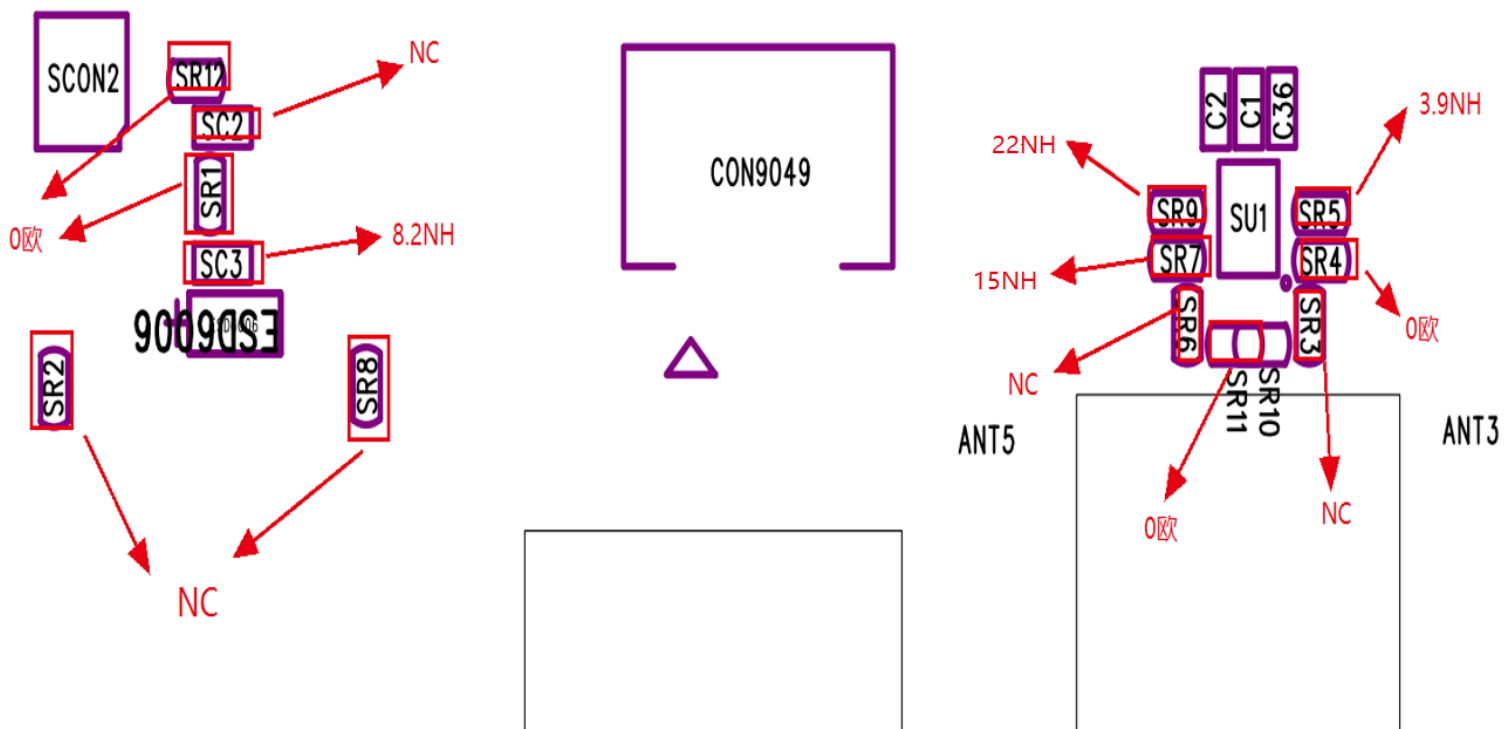 SCON2
SR12
NC
SC2
SR1
0欧
SC3
8.2NH
ESD6006
ESD6006
SR2
SR8
NC
CON9049
C2
C1
C36
3.9NH
22NH
SR9
SU1
SR5
SR7
SR4
15NH
SR6
SR3
0欧
NC
SR11
SR10
ANT5
ANT3
0欧
NC